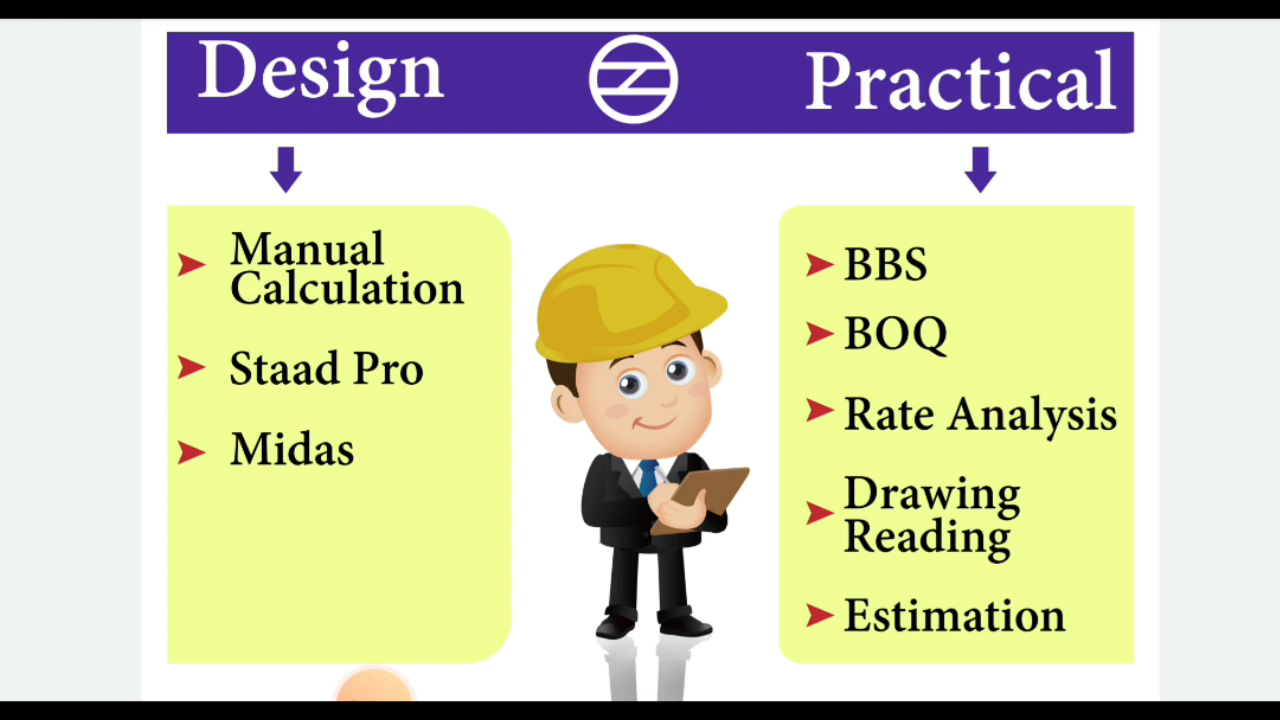 Design
Practical
Manual
Calculation
Staad Pro
Midas
BBS
BOQ
Rate Analysis
Drawing
Reading
Estimation